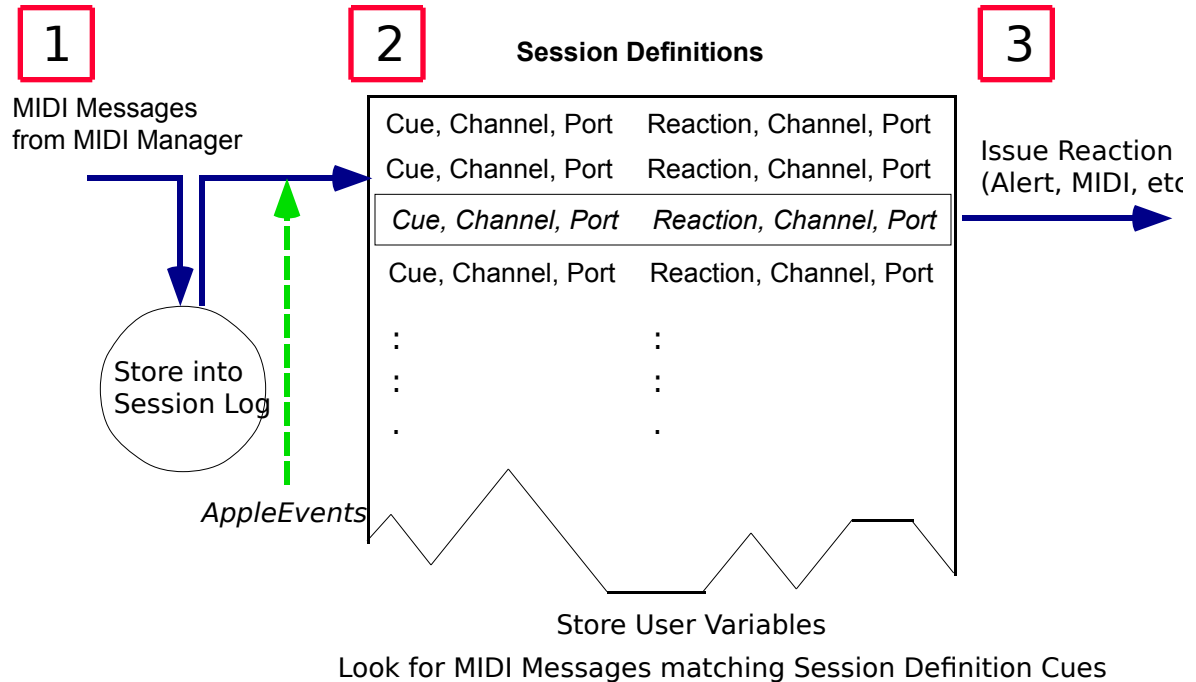 1
2
3
Session Definitions
MIDI Messages
from MIDI Manager
Cue, Channel, Port Reaction, Channel, Port
Cue, Channel, Port Reaction, Channel, Port
Cue, Channel, Port Reaction, Channel, Port
Cue, Channel, Port Reaction, Channel, Port
: :
: :
. .
Issue Reaction
(Alert, MIDI, etc
Store into
Session Log
AppleEvents
Store User Variables
Look for MIDI Messages matching Session Definition Cues